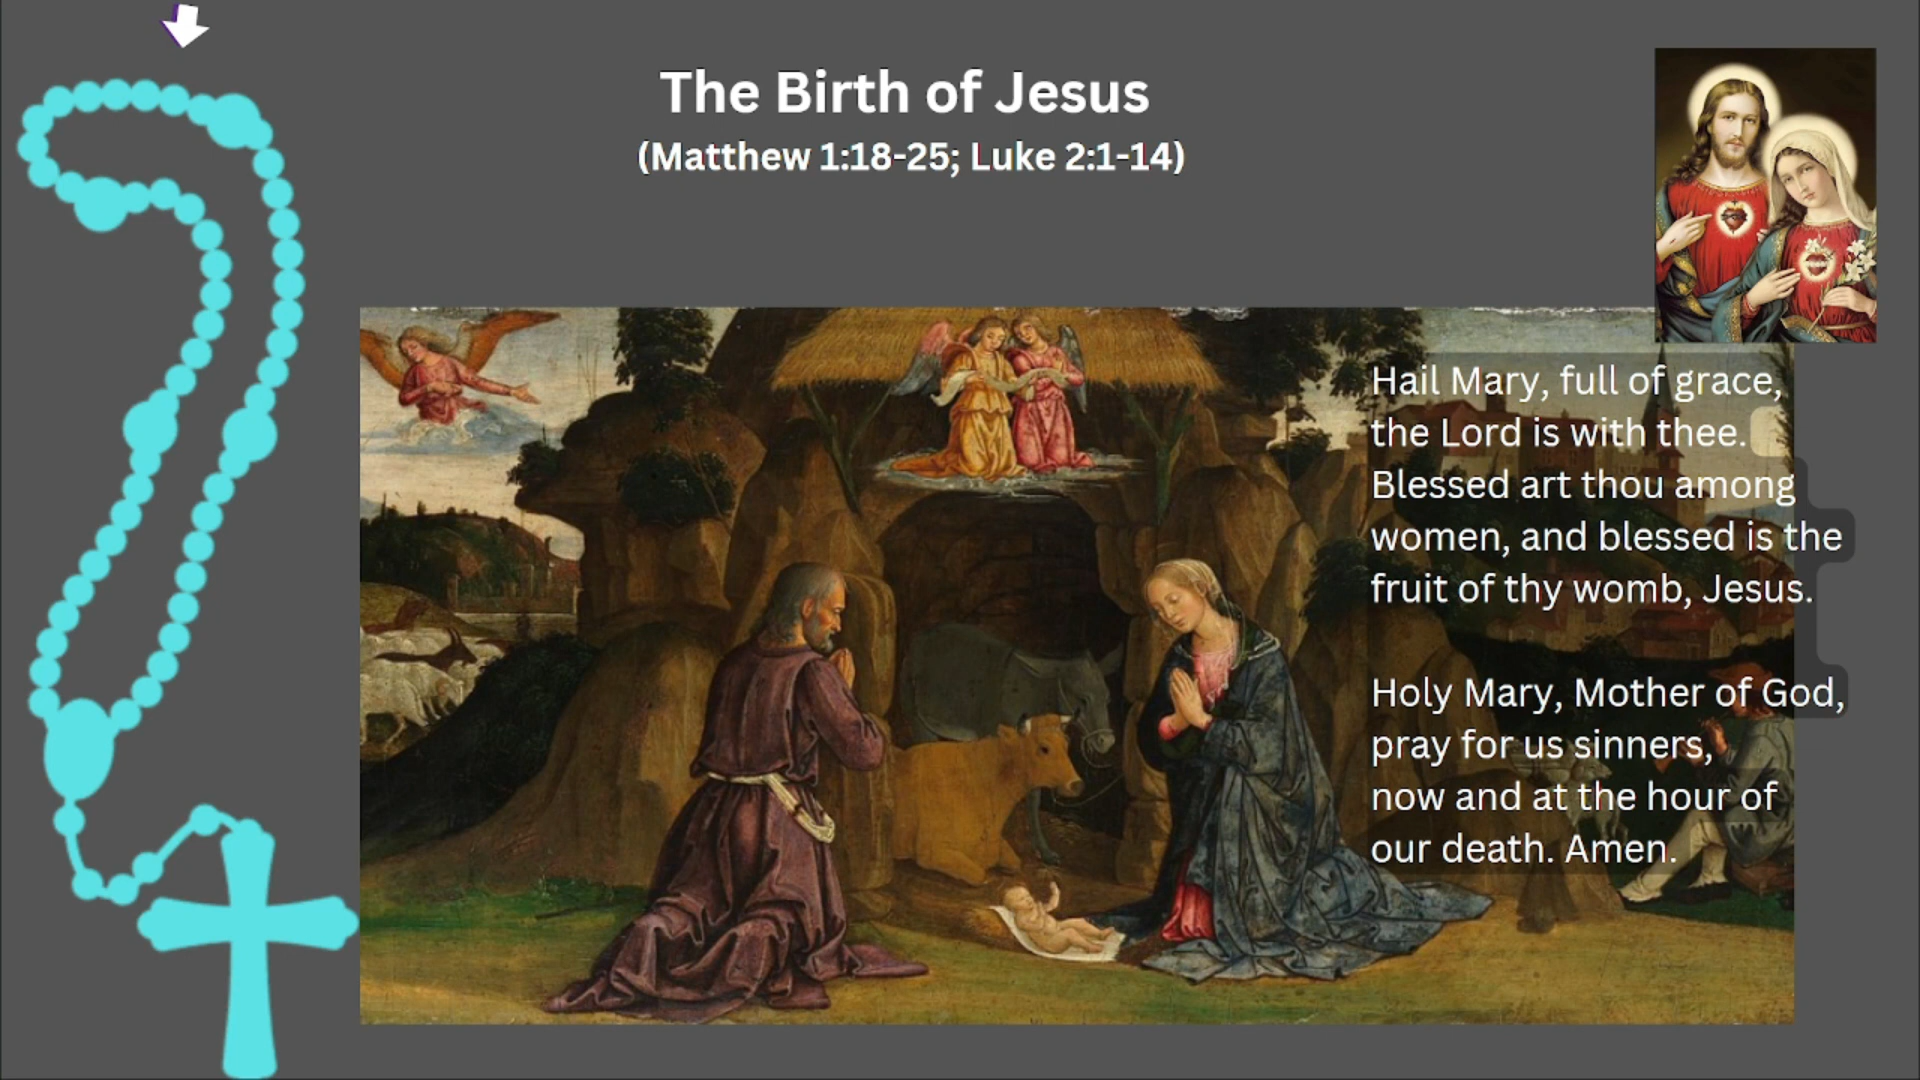 The Birth of Jesus
(Matthew 1:18-25; Luke 2:1-14)
Hail Mary, full of grace,
the Lord is with thee.
Blessed art thou among
women, and blessed is the
fruit of thy womb, Jesus.
Holy Mary, Mother of God,
pray for us sinners,
now and at the hour of
our death. Amen.